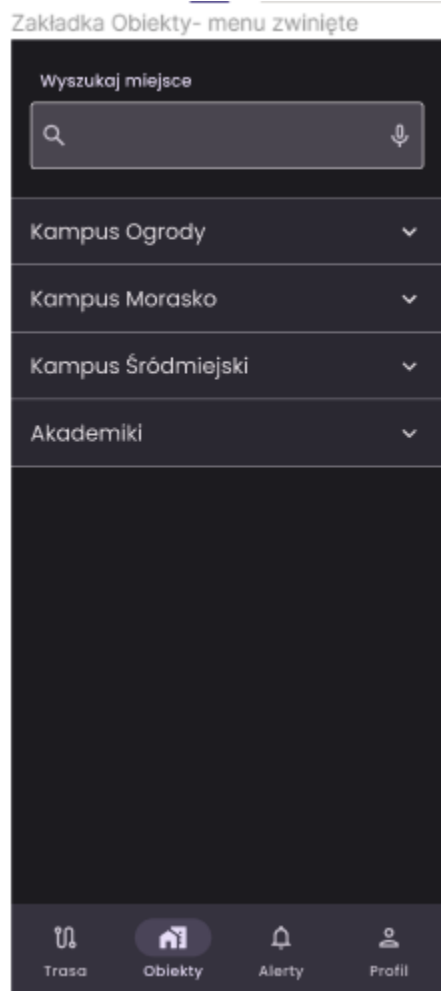 Zakładka Obiekty- menu zwinięte
Wyszukaj miejsce
Kampus Ogrody
Kampus Morasko
Kampus Śródmiejski
Akademiki
Trasa Obiekty Alerty Profil